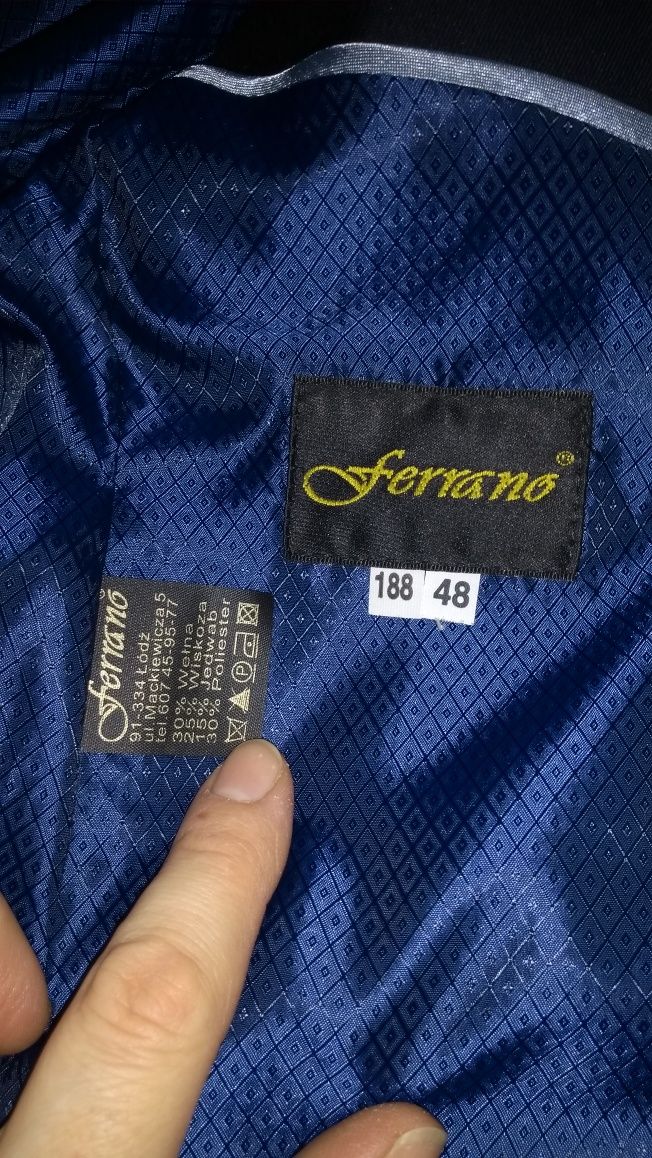 ferrano®
188 48
ferrano®
91-334 Łódź
ul.Mackiewicza 5
tel 607 45-95-77
30% Wełna
25% Wiskoza
15% Jedwab
30% Poliester